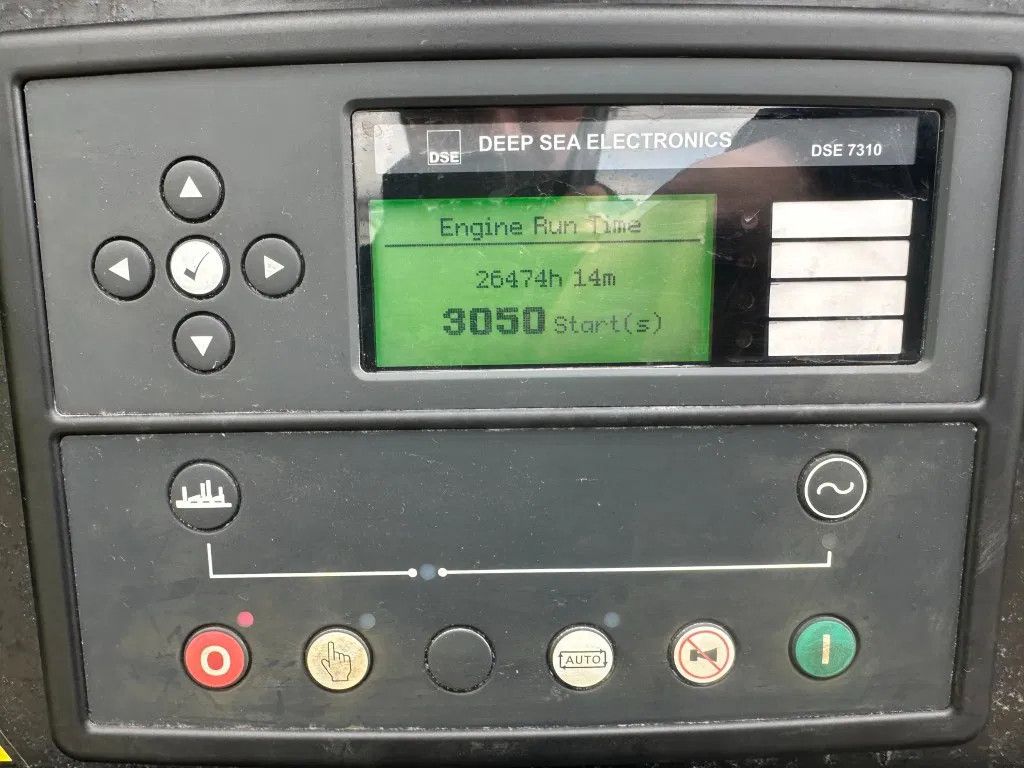 DSE
DEEP SEA ELECTRONICS
DSE 7310
Engine Run Time
26474h 14m
3050 Start(s)
O
AUTO
I